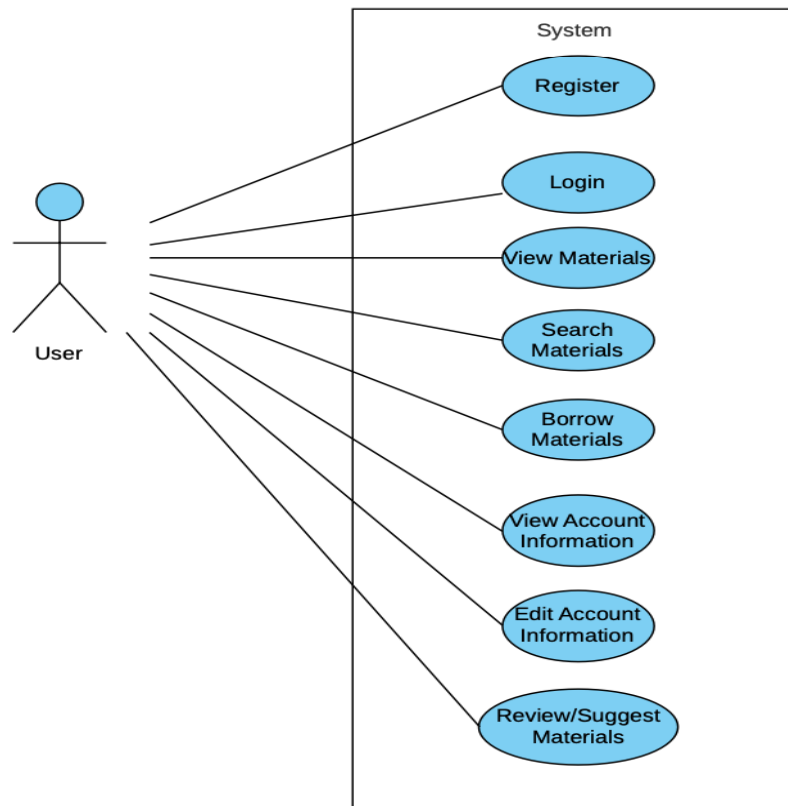 System
Register
Login
View Materials
Search
Materials
User
Borrow
Materials
View Account
Information
Edit Account
Information
Review/Suggest
Materials